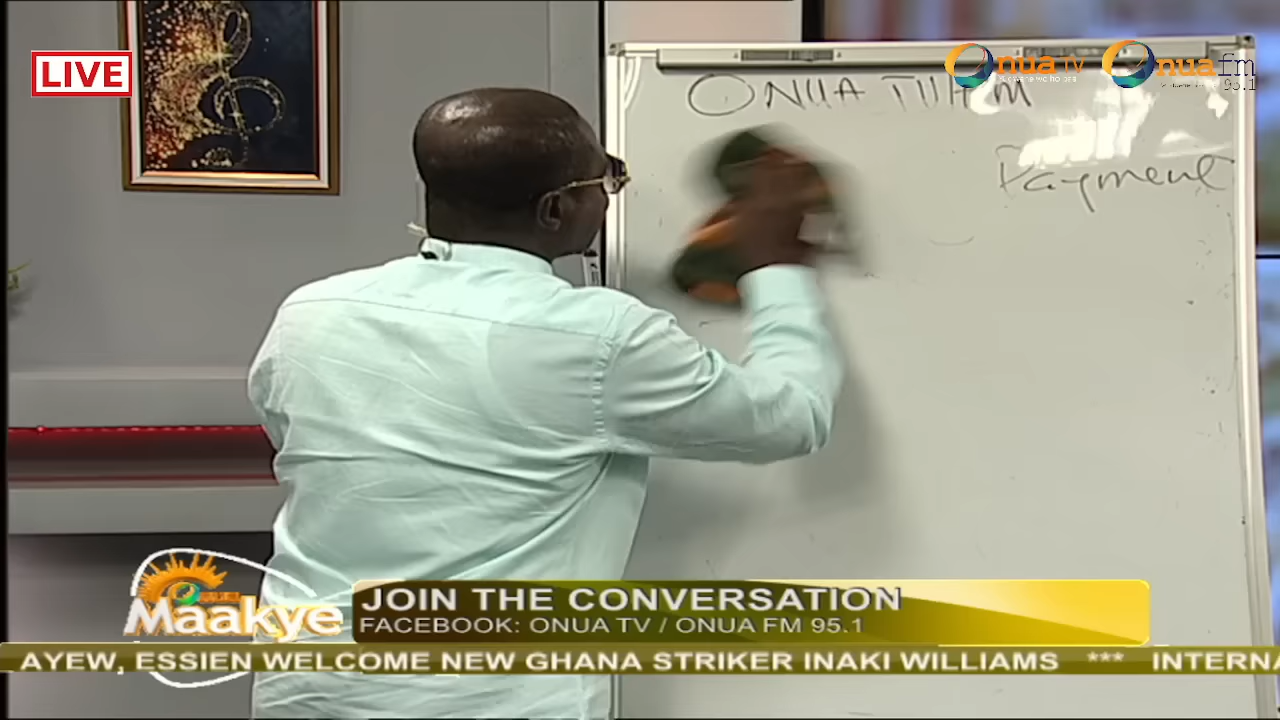 LIVE
Onua TV
Onua fm
95.1
ONUA
Payment
Maakye
JOIN THE CONVERSATION
FACEBOOK: ONUA TV / ONUA FM 95.1
AYEW, ESSIEN WELCOME NEW GHANA STRIKER INAKI WILLIAMS *** INTERNA